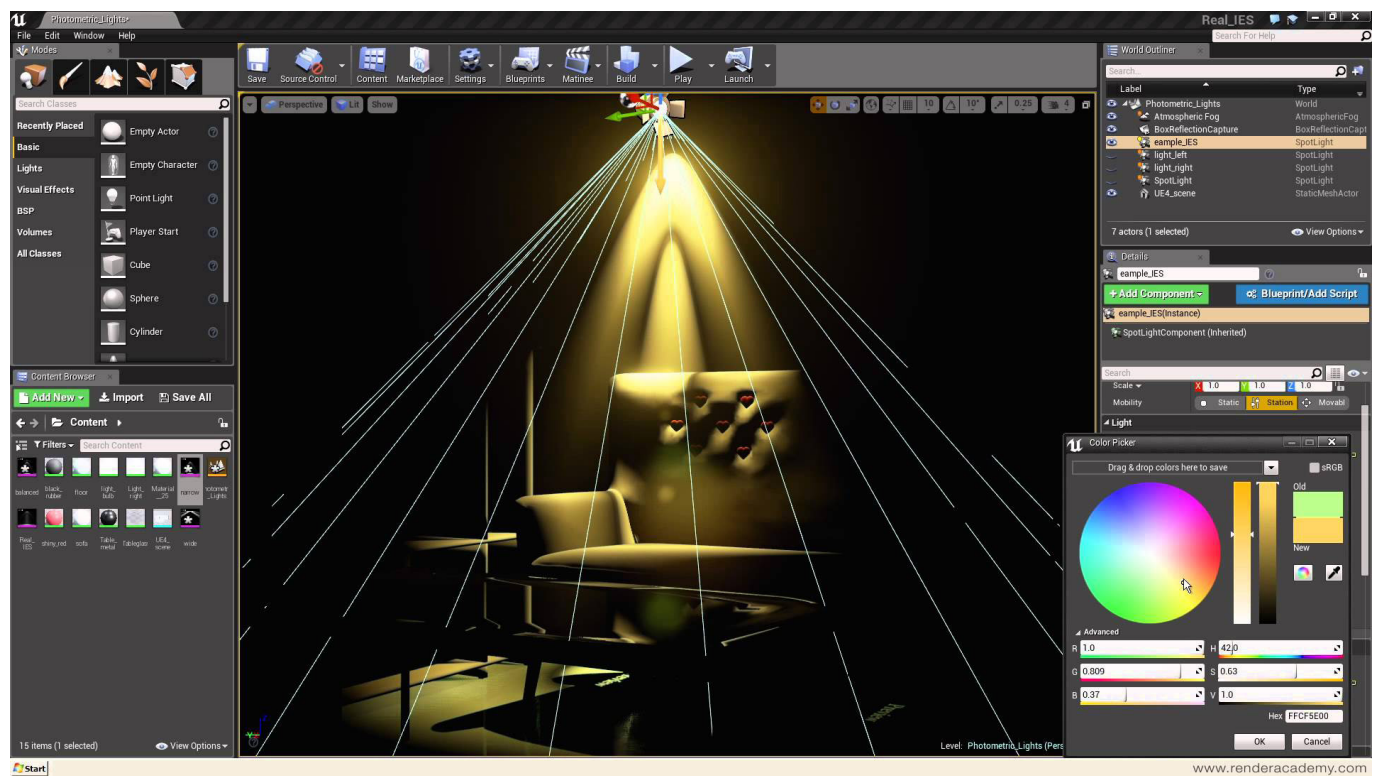 Photometric_Lights*
Real_IES
File Edit Window Help
Search For Help
Modes
Search Classes
Recently Placed
Basic
Lights
Visual Effects
BSP
Volumes
All Classes
Empty Actor
Empty Character
Point Light
Player Start
Cube
Sphere
Cylinder
Save Source Control Content Marketplace Settings Blueprints Matinee Build Play Launch
Perspective Lit Show
10 10° 0.25 4
World Outliner
Search...
Label Type
Photometric_Lights World
Atmospheric Fog AtmosphericFog
BoxReflectionCapture BoxReflectionCapt
eample_IES SpotLight
light_left SpotLight
light_right SpotLight
SpotLight SpotLight
UE4_scene StaticMeshActor
7 actors (1 selected) View Options
Details
eample_IES
+Add Component Blueprint/Add Script
eample_IES(Instance)
SpotLightComponent (Inherited)
Search
Scale X 1.0 Y 1.0 Z 1.0
Mobility Static Station Movabl
Light
Content Browser
Add New Import Save All
Content
Filters Search Content
balanced black_rubber floor light_bulb Light_right Material__25 narrow
Real_IES shiny_red sofa Table_metal Tableglas UE4_scene wide
15 items (1 selected) View Options
Level: Photometric_Lights (Pers
Color Picker
Drag & drop colors here to save sRGB
Old
New
Advanced
R 1.0 H 42.0
G 0.809 S 0.63
B 0.37 V 1.0
Hex FFCF5E00
OK Cancel
Start
www.renderacademy.com